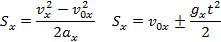 Sₓ = (vₓ² − v₀ₓ²) / 2aₓ   Sₓ = v₀ₓ ± gₓt² / 2